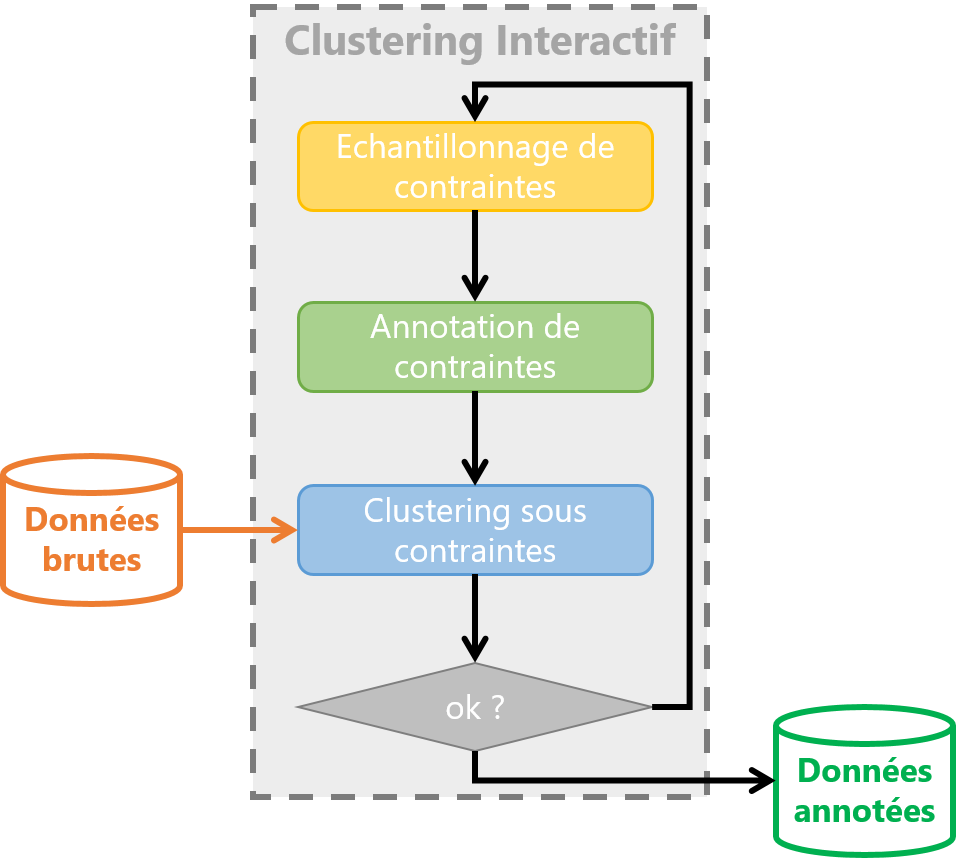 Clustering Interactif
Echantillonnage de
contraintes
Annotation de
contraintes
Données
brutes
Clustering sous
contraintes
ok ?
Données
annotées